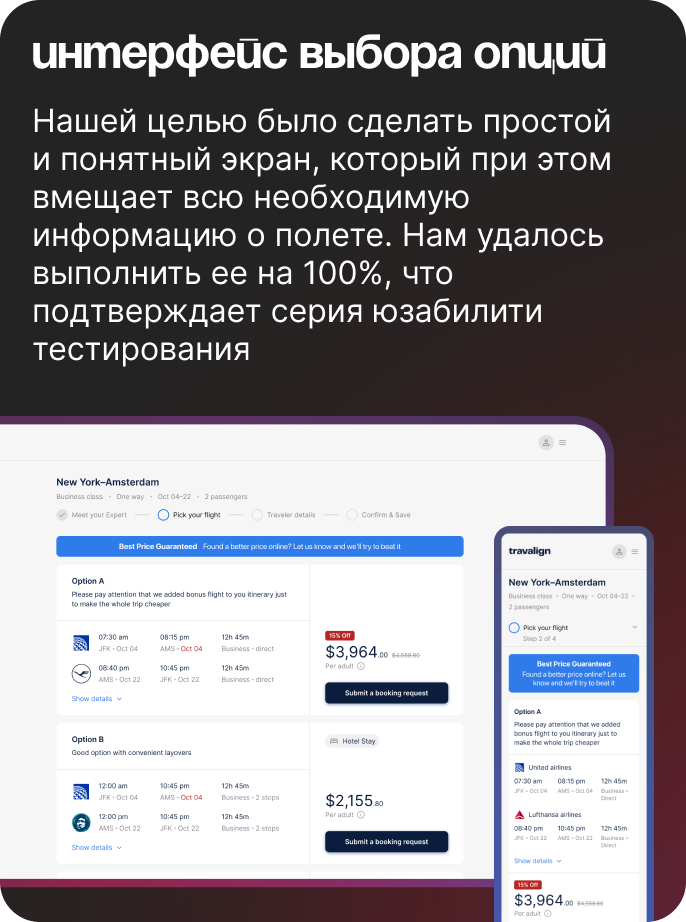 интерфейс выбора опций
Нашей целью было сделать простой
и понятный экран, который при этом
вмещает всю необходимую
информацию о полете. Нам удалось
выполнить ее на 100%, что
подтверждает серия юзабилити
тестирования
New York–Amsterdam
Business class • One way • Oct 04–22 • 2 passengers
Meet your Expert
Pick your flight
Traveler details
Confirm & Save
Best Price Guaranteed Found a better price online? Let us know and we'll try to beat it
Option A
Please pay attention that we added bonus flight to you itinerary just
to make the whole trip cheaper
07:30 am 08:15 pm 12h 45m
JFK • Oct 04 AMS • Oct 04 Business • direct
08:40 pm 10:45 pm 12h 45m
AMS • Oct 22 JFK • Oct 22 Business • direct
Show details
15% Off
$3,964.00 $4,558.60
Per adult
Submit a booking request
Option B
Good option with convenient layovers
12:00 am 10:45 pm 12h 45m
JFK • Oct 04 AMS • Oct 04 Business • 2 stops
12:00 pm 10:45 pm 12h 45m
AMS • Oct 22 JFK • Oct 22 Business • 2 stops
Show details
Hotel Stay
$2,155.80
Per adult
Submit a booking request
travalign
New York–Amsterdam
Business class • One way • Oct 04–22 •
2 passengers
Pick your flight
Step 2 of 4
Best Price Guaranteed
Found a better price online? Let us
know and we'll try to beat it
Option A
Please pay attention that we added
bonus flight to you itinerary just to
make the whole trip cheaper
United airlines
07:30 am 08:15 pm 12h 45m
JFK • Oct 04 AMS • Oct 04 Business •
Direct
Lufthansa airlines
08:40 pm 10:45 pm 12h 45m
AMS • Oct 22 JFK • Oct 22 Business •
Direct
Show details
15% Off
$3,964.00 $4,558.60
Per adult